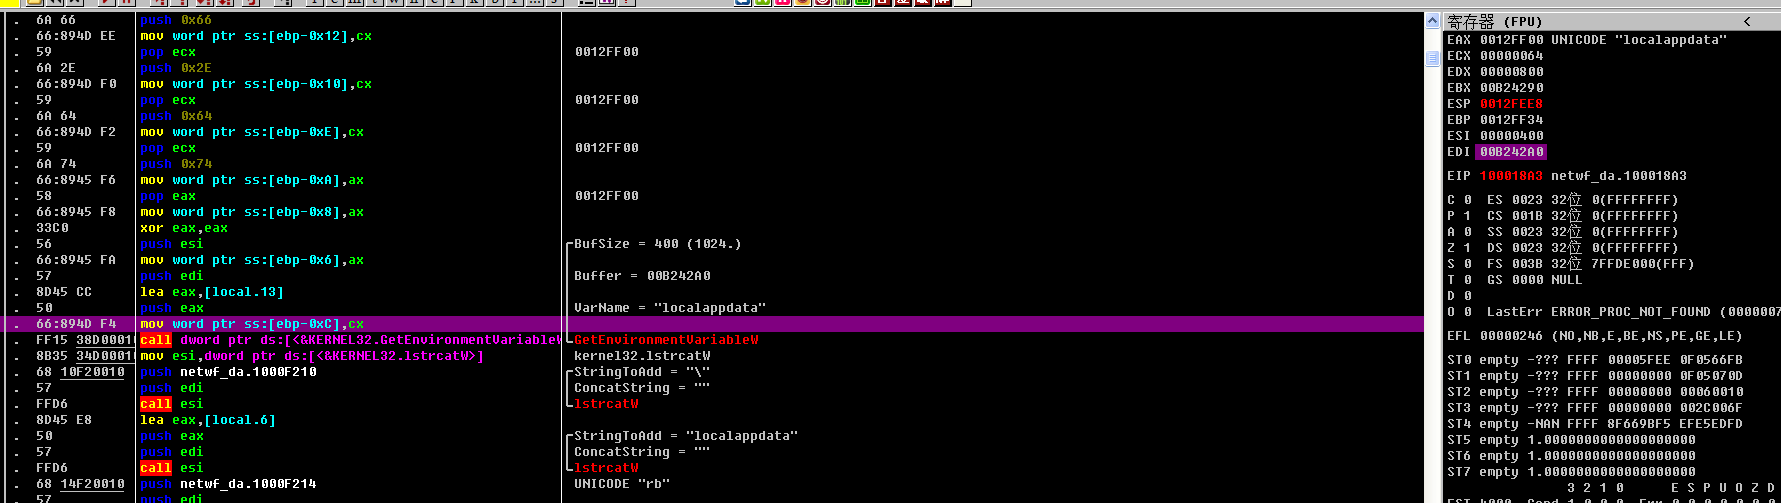 . 6A 66 push 0x66
. 66:894D EE mov word ptr ss:[ebp-0x12],cx
. 59 pop ecx 0012FF00
. 6A 2E push 0x2E
. 66:894D F0 mov word ptr ss:[ebp-0x10],cx
. 59 pop ecx 0012FF00
. 6A 64 push 0x64
. 66:894D F2 mov word ptr ss:[ebp-0xE],cx
. 59 pop ecx 0012FF00
. 6A 74 push 0x74
. 66:8945 F6 mov word ptr ss:[ebp-0xA],ax
. 58 pop eax 0012FF00
. 66:8945 F8 mov word ptr ss:[ebp-0x8],ax
. 33C0 xor eax,eax
. 56 push esi BufSize = 400 (1024.)
. 66:8945 FA mov word ptr ss:[ebp-0x6],ax
. 57 push edi Buffer = 00B242A0
. 8D45 CC lea eax,[local.13]
. 50 push eax VarName = "localappdata"
. 66:894D F4 mov word ptr ss:[ebp-0xC],cx
. FF15 38D00010 call dword ptr ds:[<&KERNEL32.GetEnvironmentVariableW GetEnvironmentVariableW
. 8B35 34D00010 mov esi,dword ptr ds:[<&KERNEL32.lstrcatW>] kernel32.lstrcatW
. 68 10F20010 push netwf_da.1000F210 StringToAdd = "\"
. 57 push edi ConcatString = ""
. FFD6 call esi lstrcatW
. 8D45 E8 lea eax,[local.6]
. 50 push eax StringToAdd = "localappdata"
. 57 push edi ConcatString = ""
. FFD6 call esi lstrcatW
. 68 14F20010 push netwf_da.1000F214 UNICODE "rb"
. 57 push edi
寄存器 (FPU) <
EAX 0012FF00 UNICODE "localappdata"
ECX 00000064
EDX 00000800
EBX 00B24290
ESP 0012FEE8
EBP 0012FF34
ESI 00000400
EDI 00B242A0
EIP 100018A3 netwf_da.100018A3
C 0 ES 0023 32位 0(FFFFFFFF)
P 1 CS 001B 32位 0(FFFFFFFF)
A 0 SS 0023 32位 0(FFFFFFFF)
Z 1 DS 0023 32位 0(FFFFFFFF)
S 0 FS 003B 32位 7FFDE000(FFF)
T 0 GS 0000 NULL
D 0
O 0 LastErr ERROR_PROC_NOT_FOUND (0000007
EFL 00000246 (NO,NB,E,BE,NS,PE,GE,LE)
ST0 empty -??? FFFF 00005FEE 0F0566FB
ST1 empty -??? FFFF 00000000 0F05070D
ST2 empty -??? FFFF 00000000 00060010
ST3 empty -??? FFFF 00000000 002C006F
ST4 empty -NAN FFFF 8F669BF5 EFE5EDFD
ST5 empty 1.0000000000000000000
ST6 empty 1.0000000000000000000
ST7 empty 1.0000000000000000000
3 2 1 0 E S P U O Z D